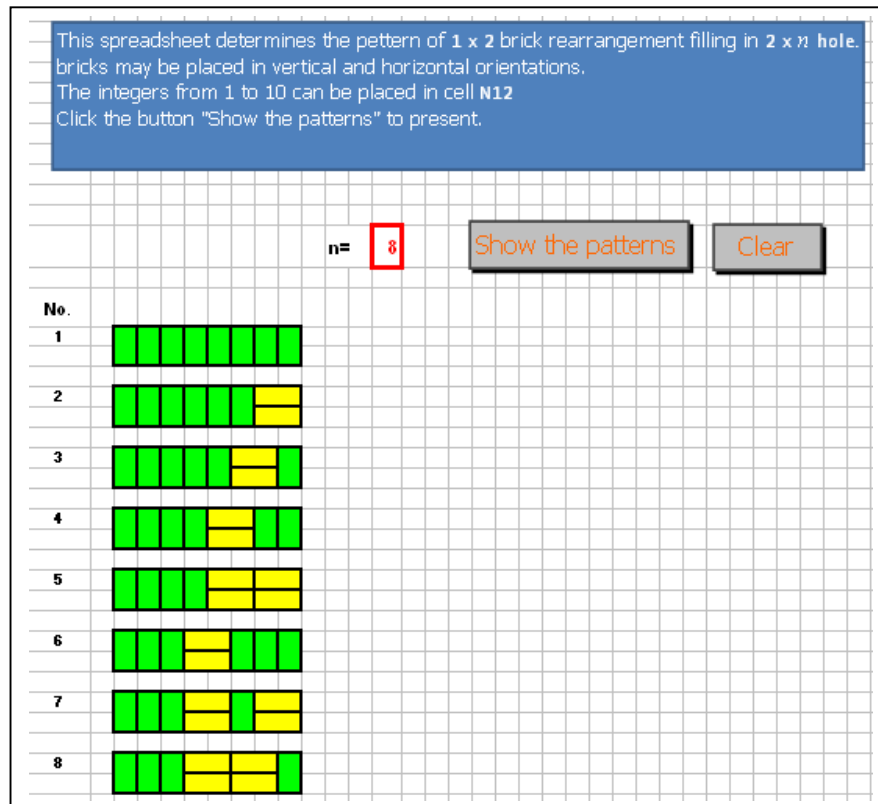 This spreadsheet determines the pettern of 1 x 2 brick rearrangement filling in 2 x n hole.
bricks may be placed in vertical and horizontal orientations.
The integers from 1 to 10 can be placed in cell N12
Click the button "Show the patterns" to present.
n= 8 Show the patterns Clear
No.
1
2
3
4
5
6
7
8